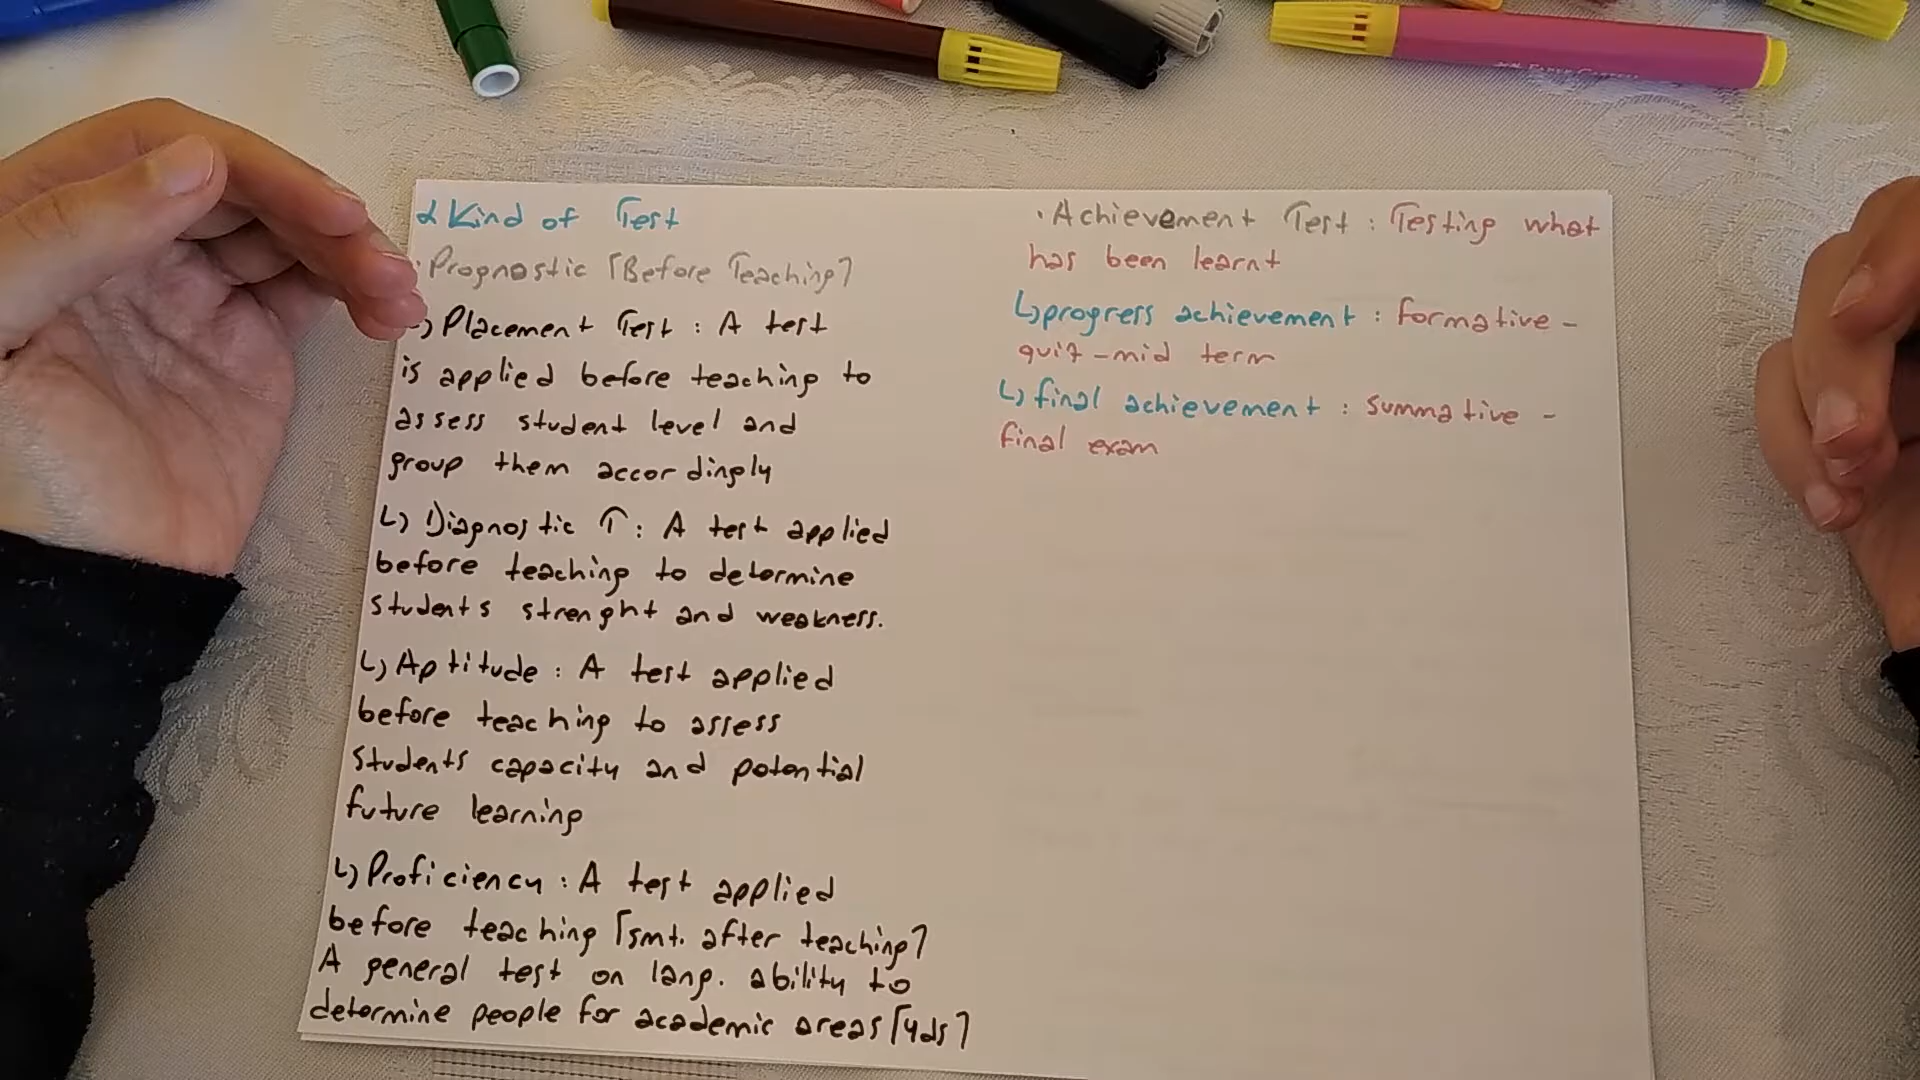 Kind of Test
• Prognostic [Before Teaching]
↳ Placement Test : A test
is applied before teaching to
assess student level and
group them accordingly
↳ Diagnostic T : A test applied
before teaching to determine
students strenght and weakness.
↳ Aptitude : A test applied
before teaching to assess
students capacity and potential
future learning
↳ Proficiency : A test applied
before teaching [smt. after teaching]
A general test on lang. ability to
determine people for academic areas [yds]
• Achievement Test : Testing what
has been learnt
↳ progress achievement : formative -
quiz - mid term
↳ final achievement : summative -
final exam